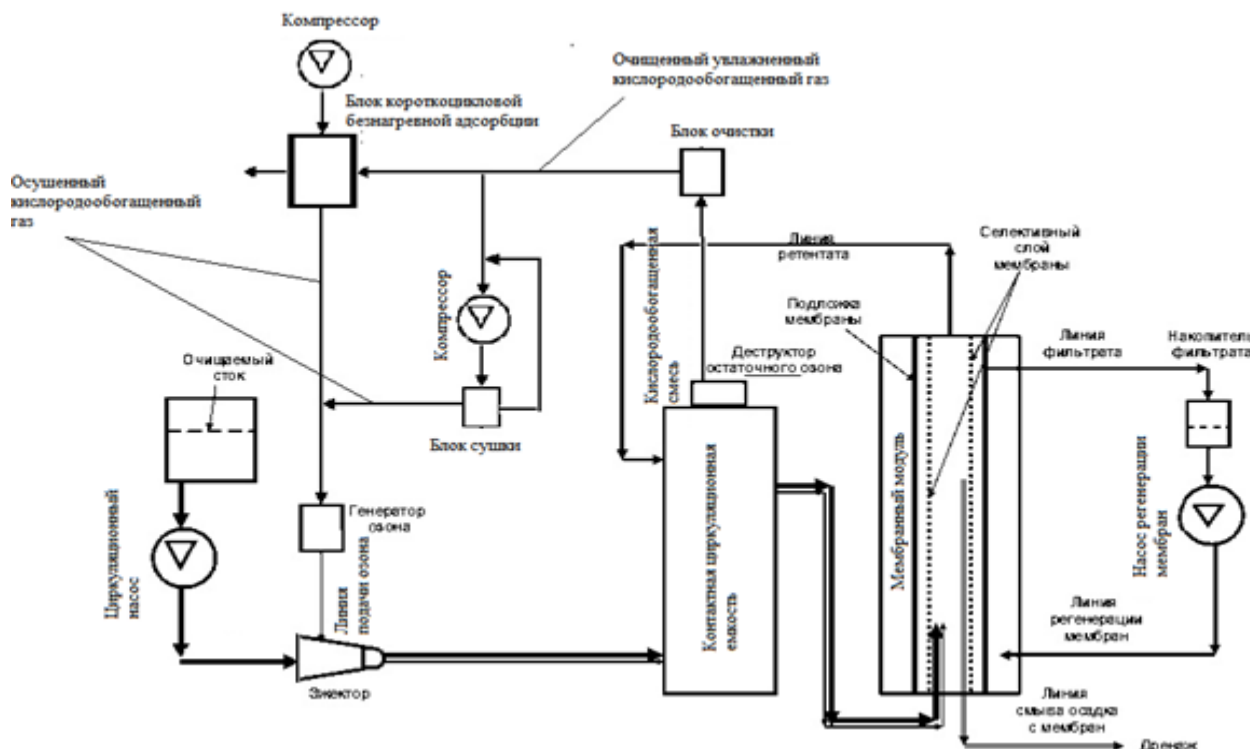 Компрессор
Очищенный увлажненный
кислородообогащенный газ
Блок короткоцикловой
безнагревной адсорбции
Блок очистки
Осушенный
кислородообогащенный
газ
Линия
ретентата
Селективный
слой
мембраны
Кислородообогащенная
смесь
Компрессор
Подложка
мембраны
Линия
фильтрата
Накопитель
фильтрата
Очищаемый
сток
Деструктор
остаточного озона
Блок сушки
Генератор
озона
Циркуляционный
насос
Линия
подачи озона
Контактная циркуляционная
емкость
Мембранный модуль
Насос регенерации
мембран
Линия
регенерации
мембран
Эжектор
Линия
смыва осадка
с мембран
Дренаж